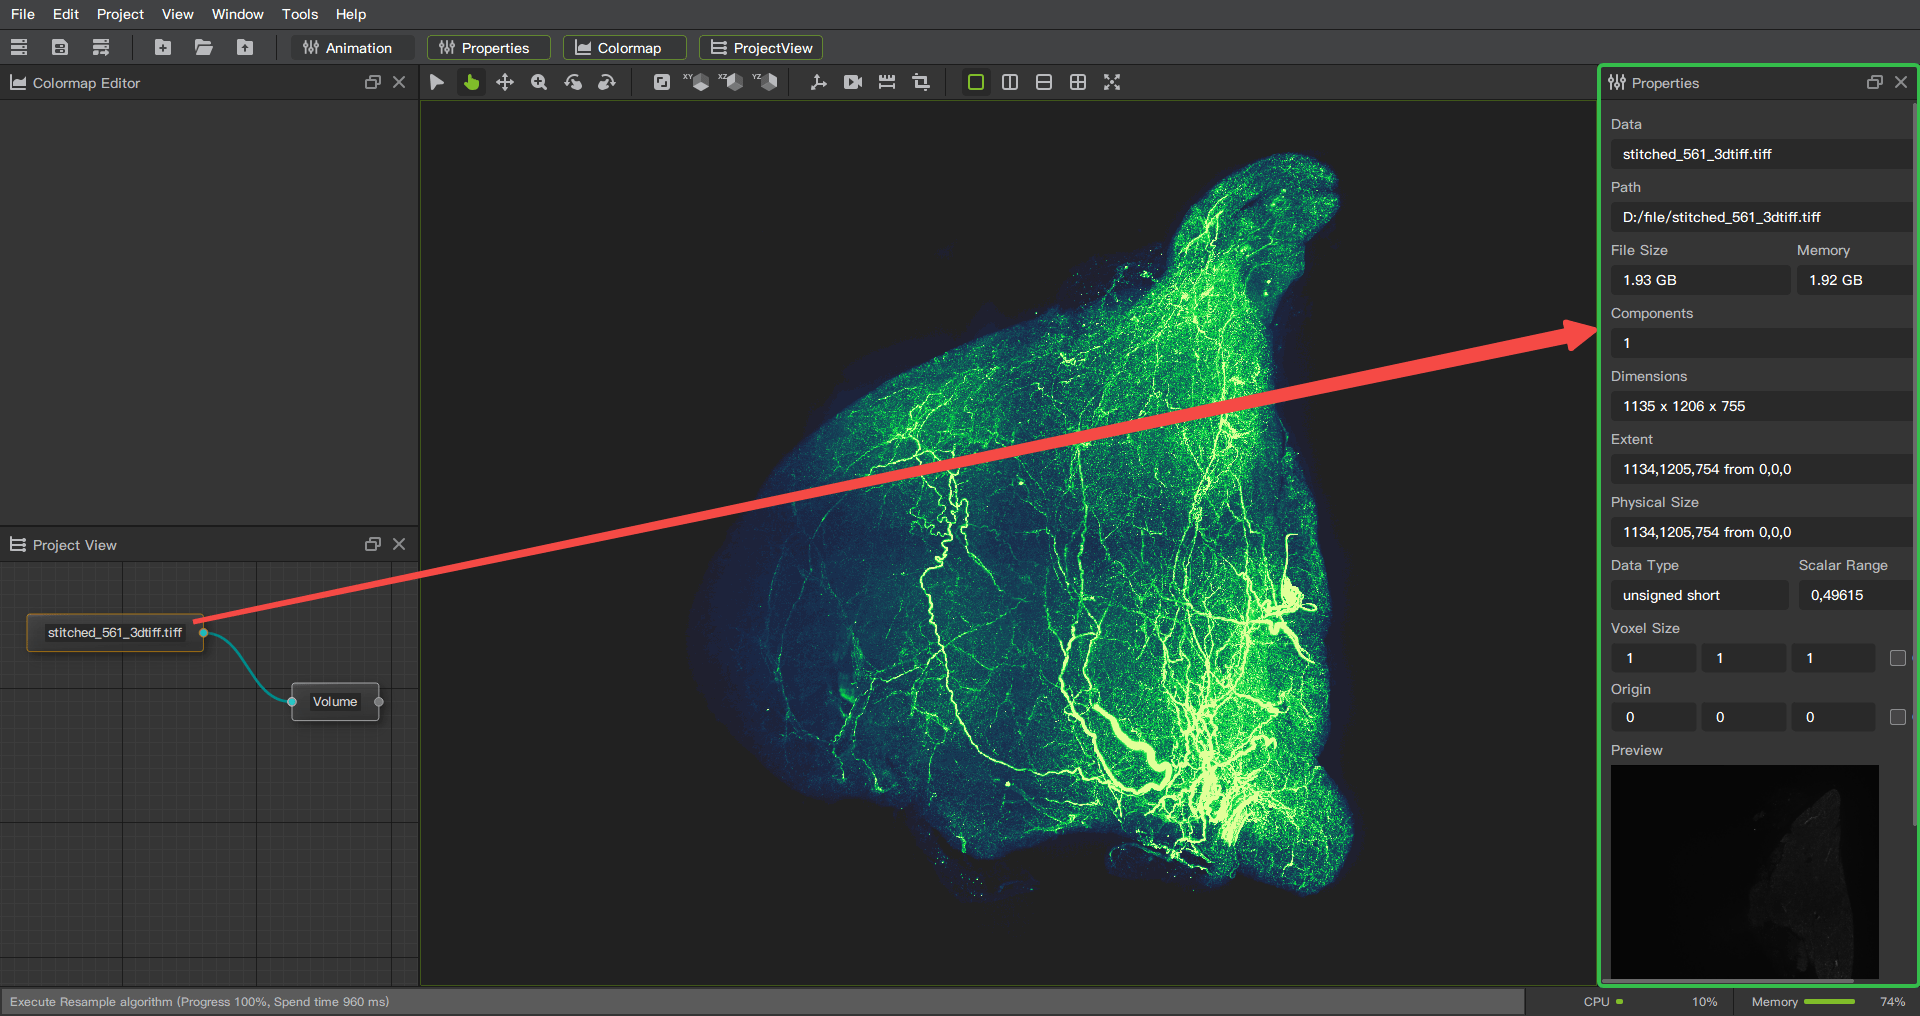 File Edit Project View Window Tools Help
Animation Properties Colormap ProjectView
Colormap Editor
XY XZ YZ
Properties
Data
stitched_561_3dtiff.tiff
Path
D:/file/stitched_561_3dtiff.tiff
File Size Memory
1.93 GB 1.92 GB
Components
1
Dimensions
1135 x 1206 x 755
Extent
1134,1205,754 from 0,0,0
Physical Size
1134,1205,754 from 0,0,0
Data Type Scalar Range
unsigned short 0,49615
Voxel Size
1 1 1
Origin
0 0 0
Preview
Project View
stitched_561_3dtiff.tiff
Volume
Execute Resample algorithm (Progress 100%, Spend time 960 ms)
CPU 10% Memory 74%